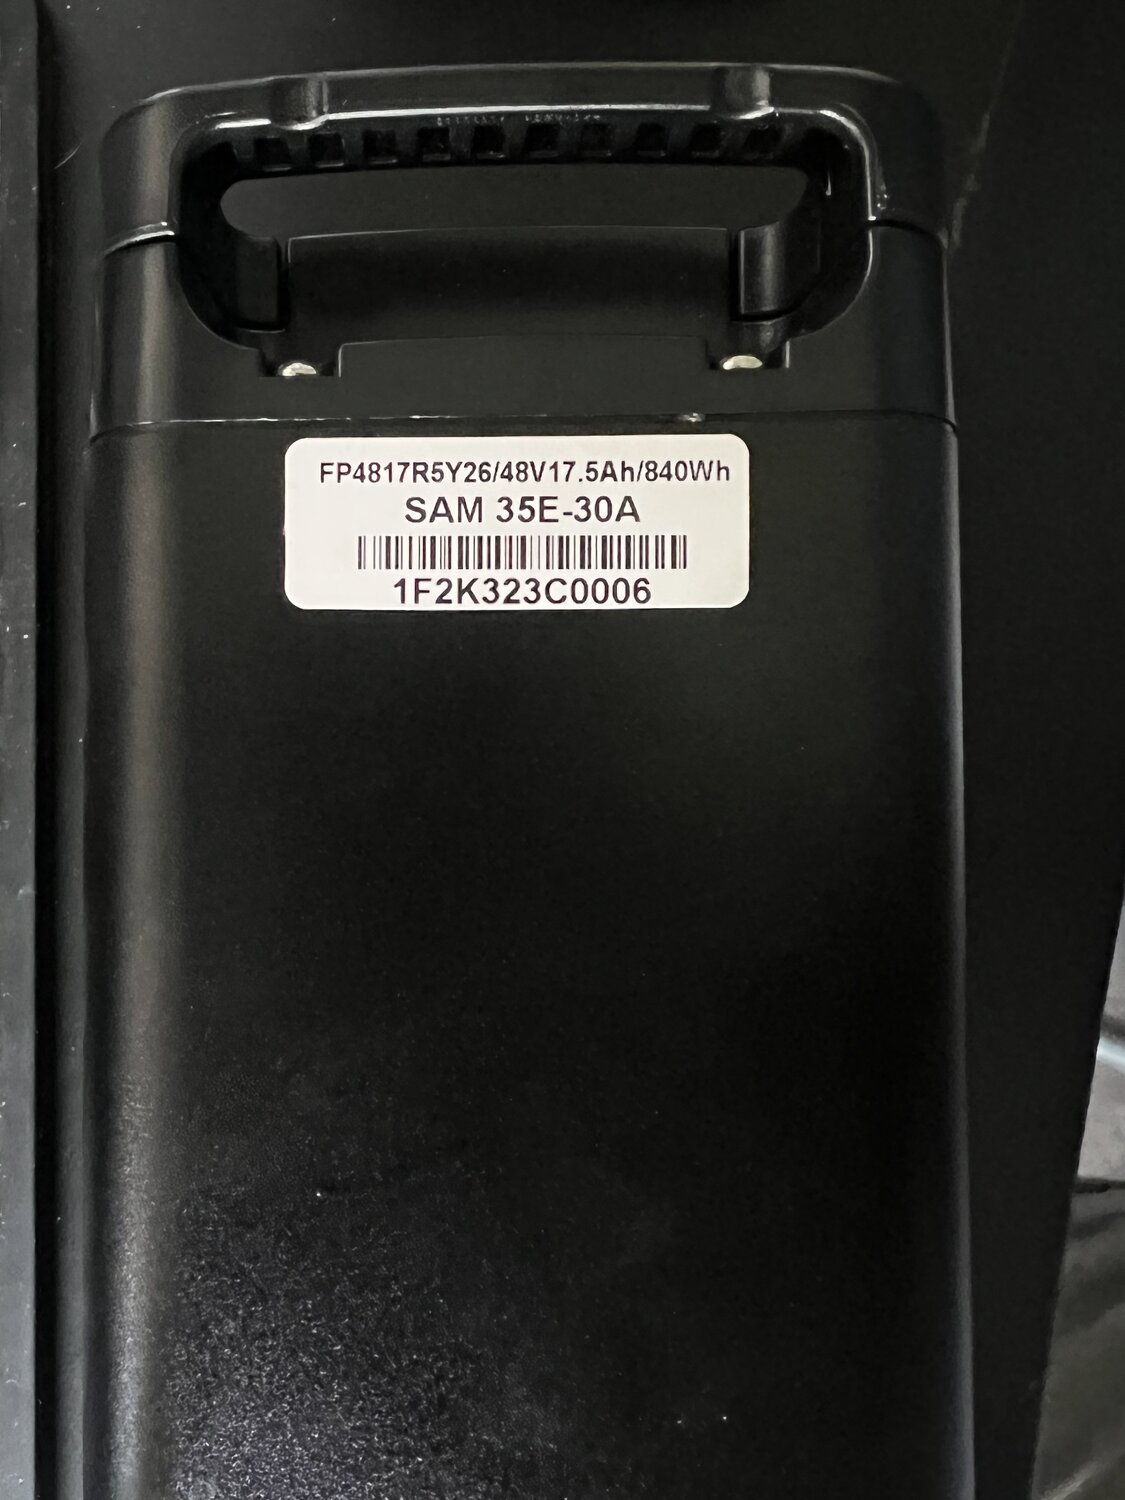 FP4817R5Y26/48V17.5Ah/840Wh
SAM 35E-30A
1F2K323C0006